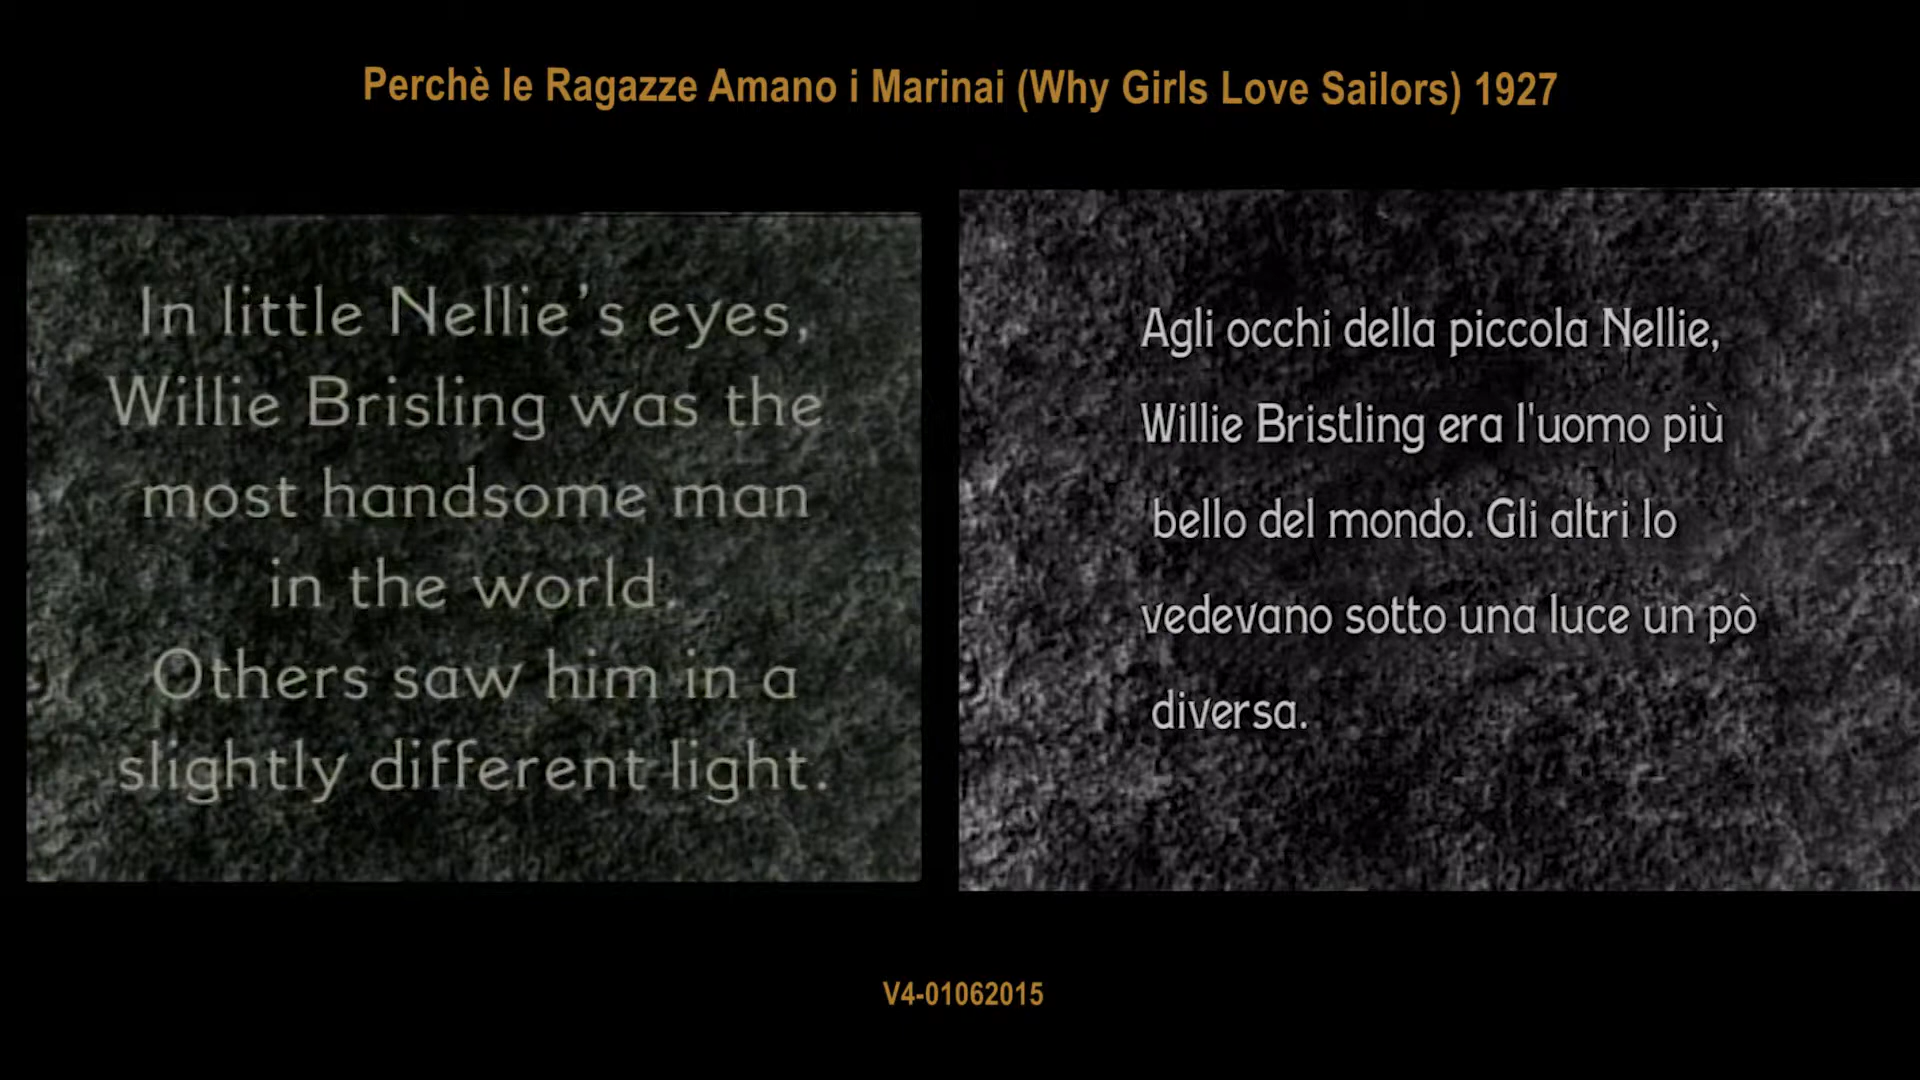 Perchè le Ragazze Amano i Marinai (Why Girls Love Sailors) 1927
In little Nellie's eyes,
Willie Brisling was the
most handsome man
in the world.
Others saw him in a
slightly different light.
Agli occhi della piccola Nellie,
Willie Bristling era l'uomo più
bello del mondo. Gli altri lo
vedevano sotto una luce un pò
diversa.
V4-01062015